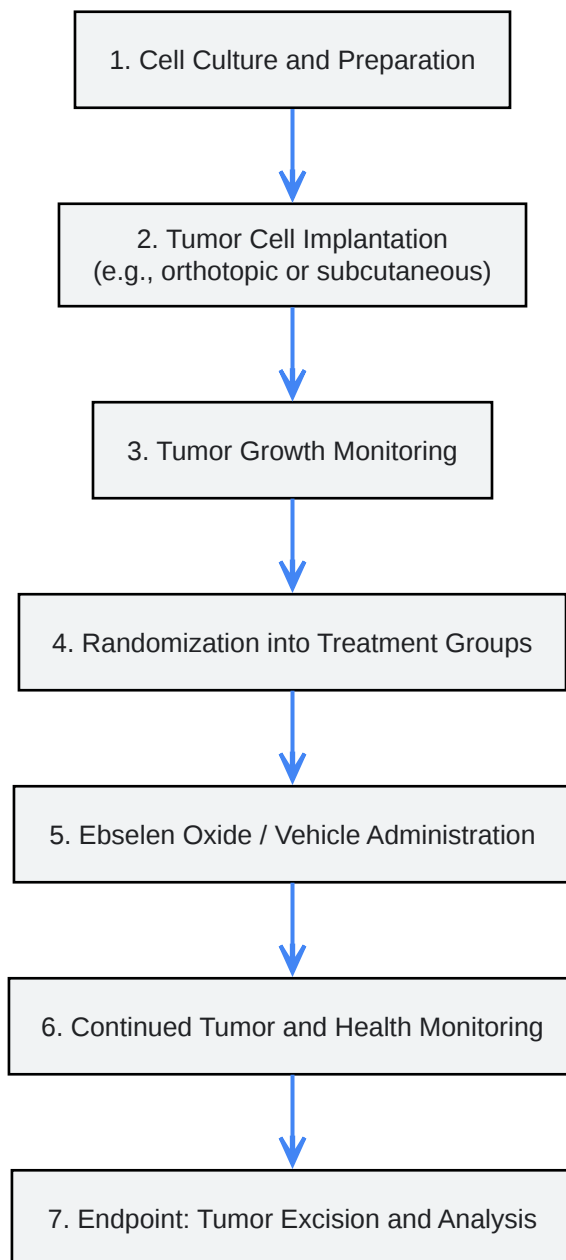 1. Cell Culture and Preparation
2. Tumor Cell Implantation
(e.g., orthotopic or subcutaneous)
3. Tumor Growth Monitoring
4. Randomization into Treatment Groups
5. Ebselen Oxide / Vehicle Administration
6. Continued Tumor and Health Monitoring
7. Endpoint: Tumor Excision and Analysis